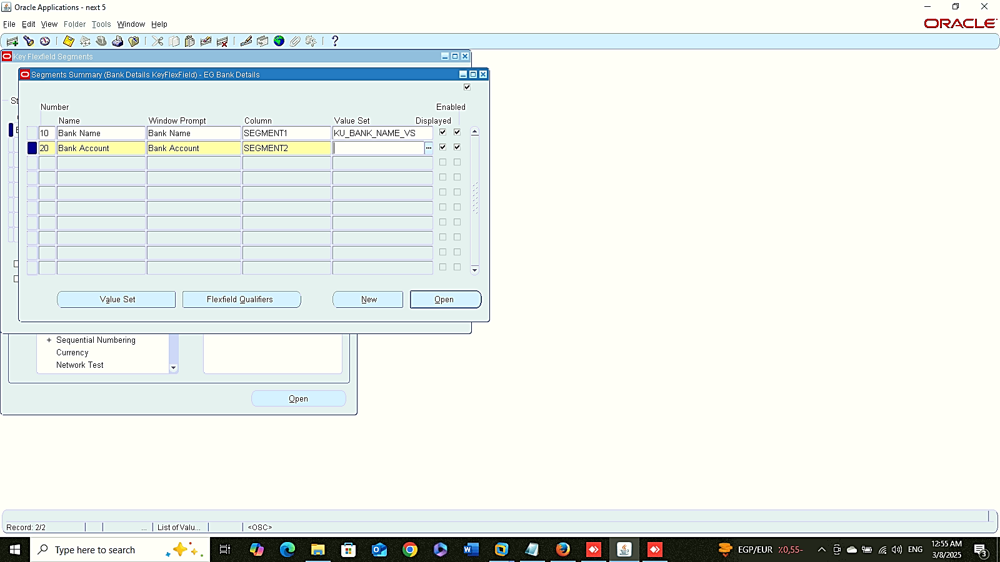 Oracle Applications - next 5
File Edit View Folder Tools Window Help
ORACLE
Key Flexfield Segments
Segments Summary (Bank Details KeyFlexField) - EG Bank Details
St
Number
Enabled
Name
Window Prompt
Column
Value Set
Displayed
10 Bank Name Bank Name SEGMENT1 KU_BANK_NAME_VS
20 Bank Account Bank Account SEGMENT2
Value Set
Flexfield Qualifiers
New
Open
+ Sequential Numbering
Currency
Network Test
Open
Record: 2/2
...
List of Valu...
<OSC>
Type here to search
EGP/EUR ٪0,55-
ENG
12:55 AM
3/8/2025
3